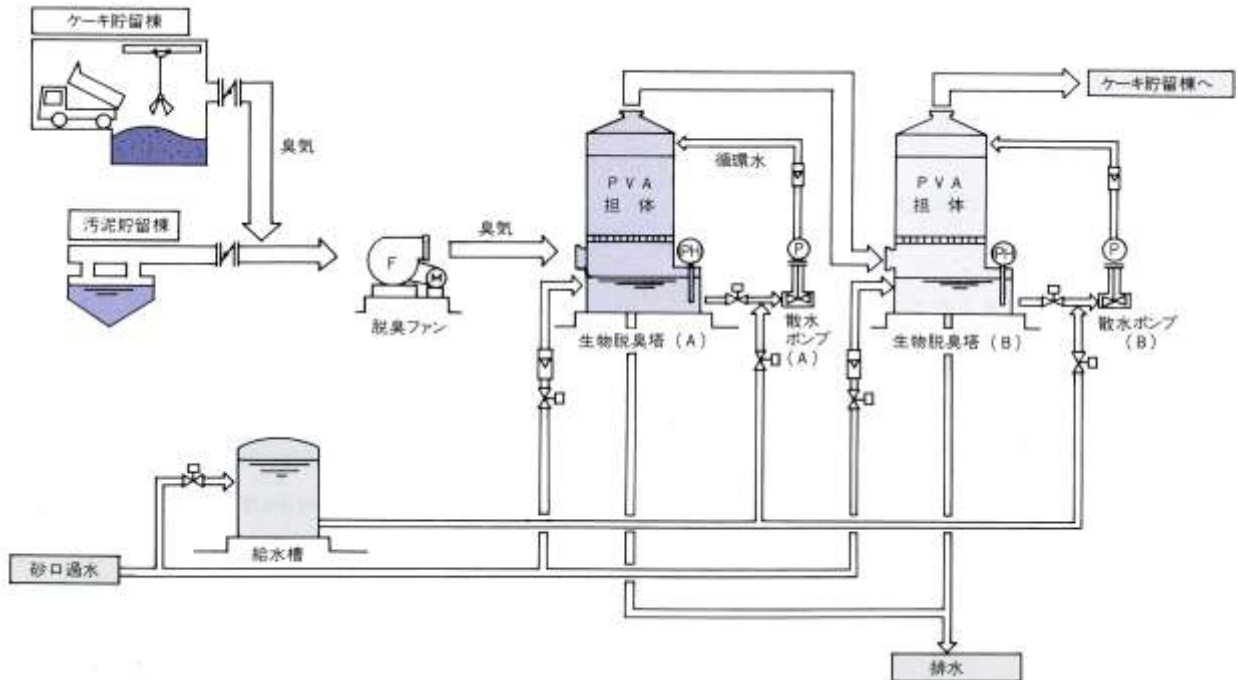 ケーキ貯留棟
ケーキ貯留棟へ
臭気
循環水
PVA
担体
PVA
担体
汚泥貯留棟
臭気
F
M
PH
P
PH
P
脱臭ファン
生物脱臭塔(A)
散水
ポンプ
(A)
生物脱臭塔(B)
散水ポンプ
(B)
給水槽
砂口過水
排水